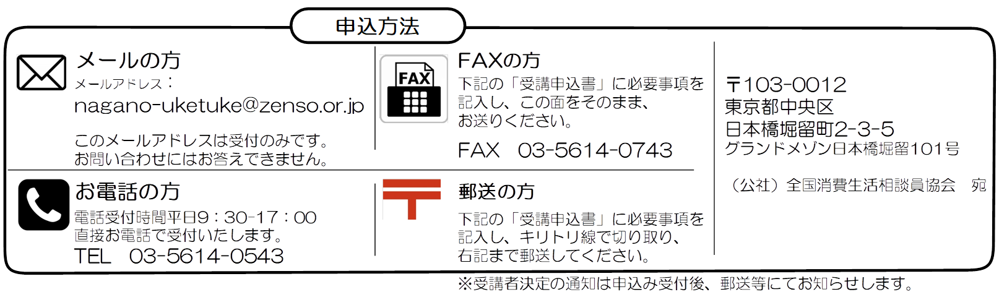 申込方法
メールの方
メールアドレス：
nagano-uketuke@zenso.or.jp
このメールアドレスは受付のみです。
お問い合わせにはお答えできません。
FAX
FAXの方
下記の「受講申込書」に必要事項を
記入し、この面をそのまま、
お送りください。
FAX　03-5614-0743
お電話の方
電話受付時間平日9：30-17：00
直接お電話で受付いたします。
TEL　03-5614-0543
郵送の方
下記の「受講申込書」に必要事項を
記入し、キリトリ線で切り取り、
右記まで郵送してください。
〒103-0012
東京都中央区
日本橋堀留町2-3-5
グランドメゾン日本橋堀留101号
（公社）全国消費生活相談員協会　宛
※受講者決定の通知は申込み受付後、郵送等にてお知らせします。